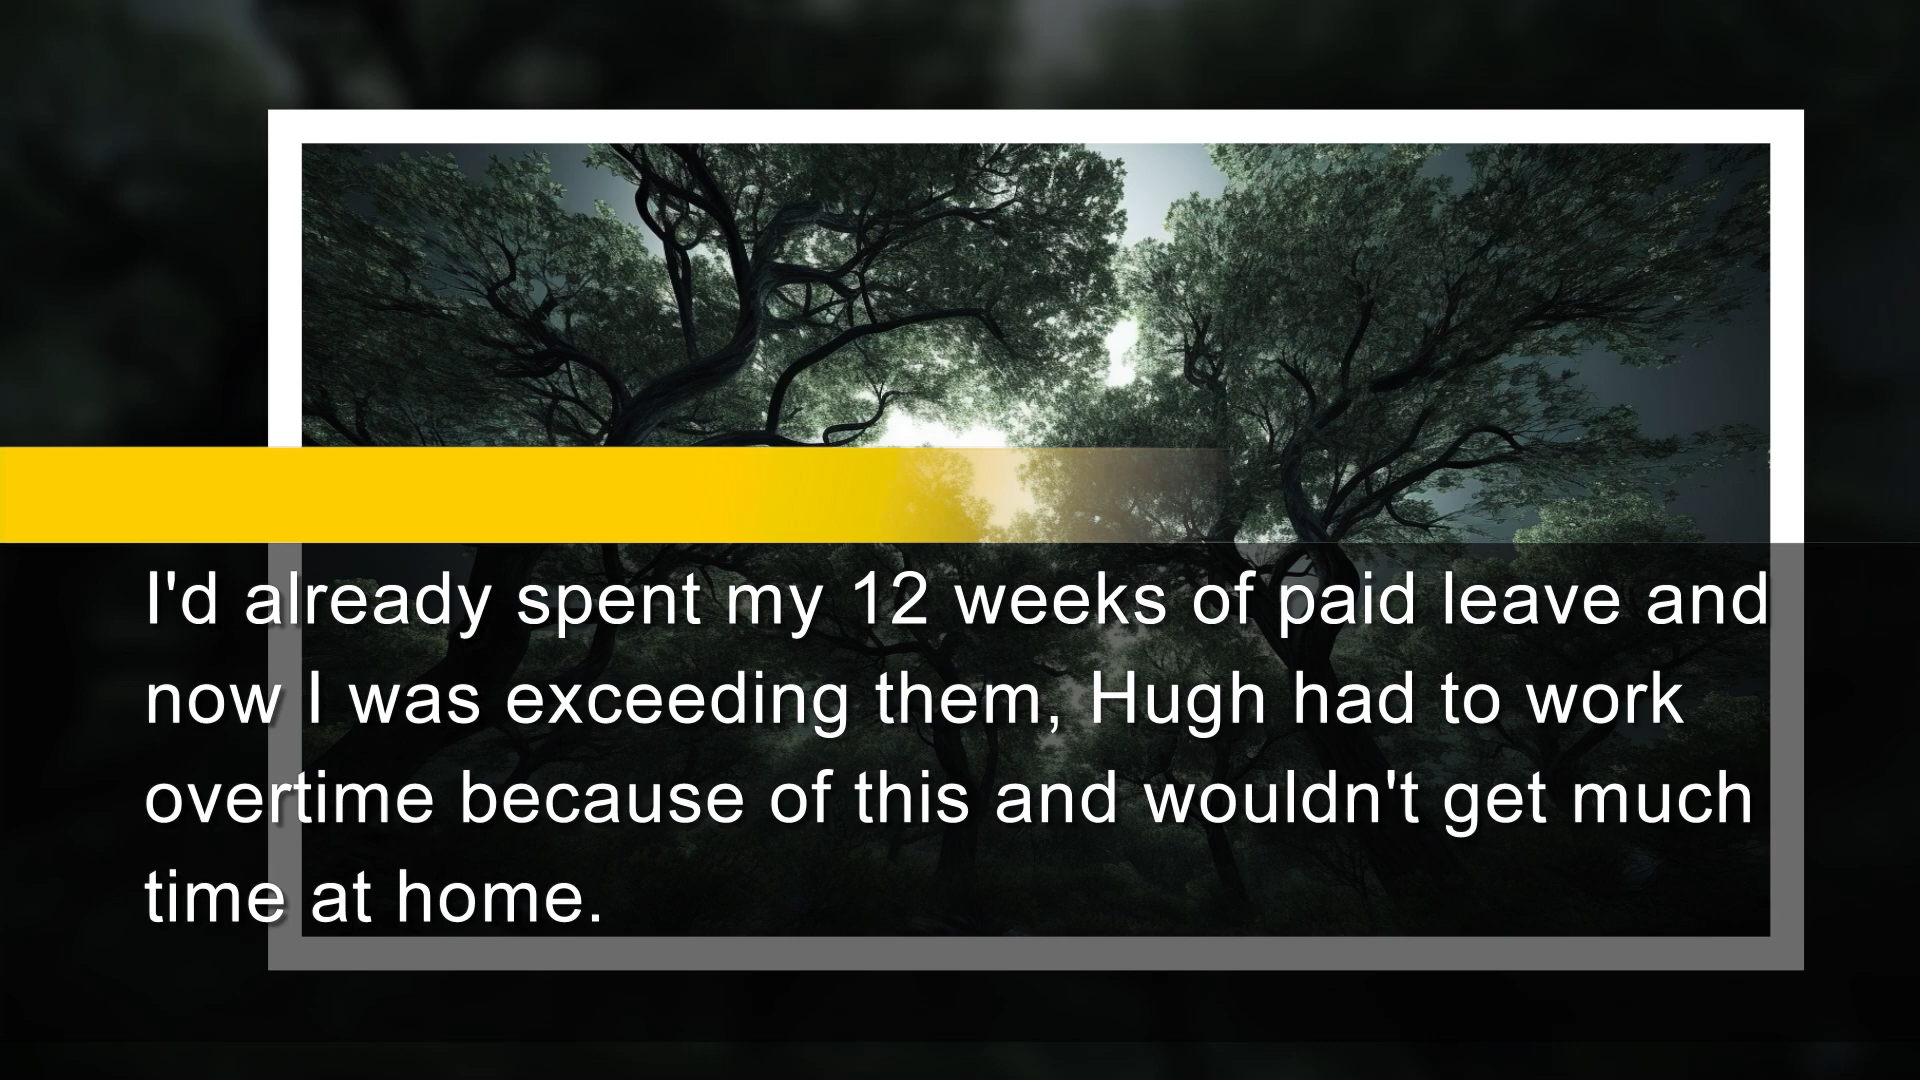 I'd already spent my 12 weeks of paid leave and
now I was exceeding them, Hugh had to work
overtime because of this and wouldn't get much
time at home.